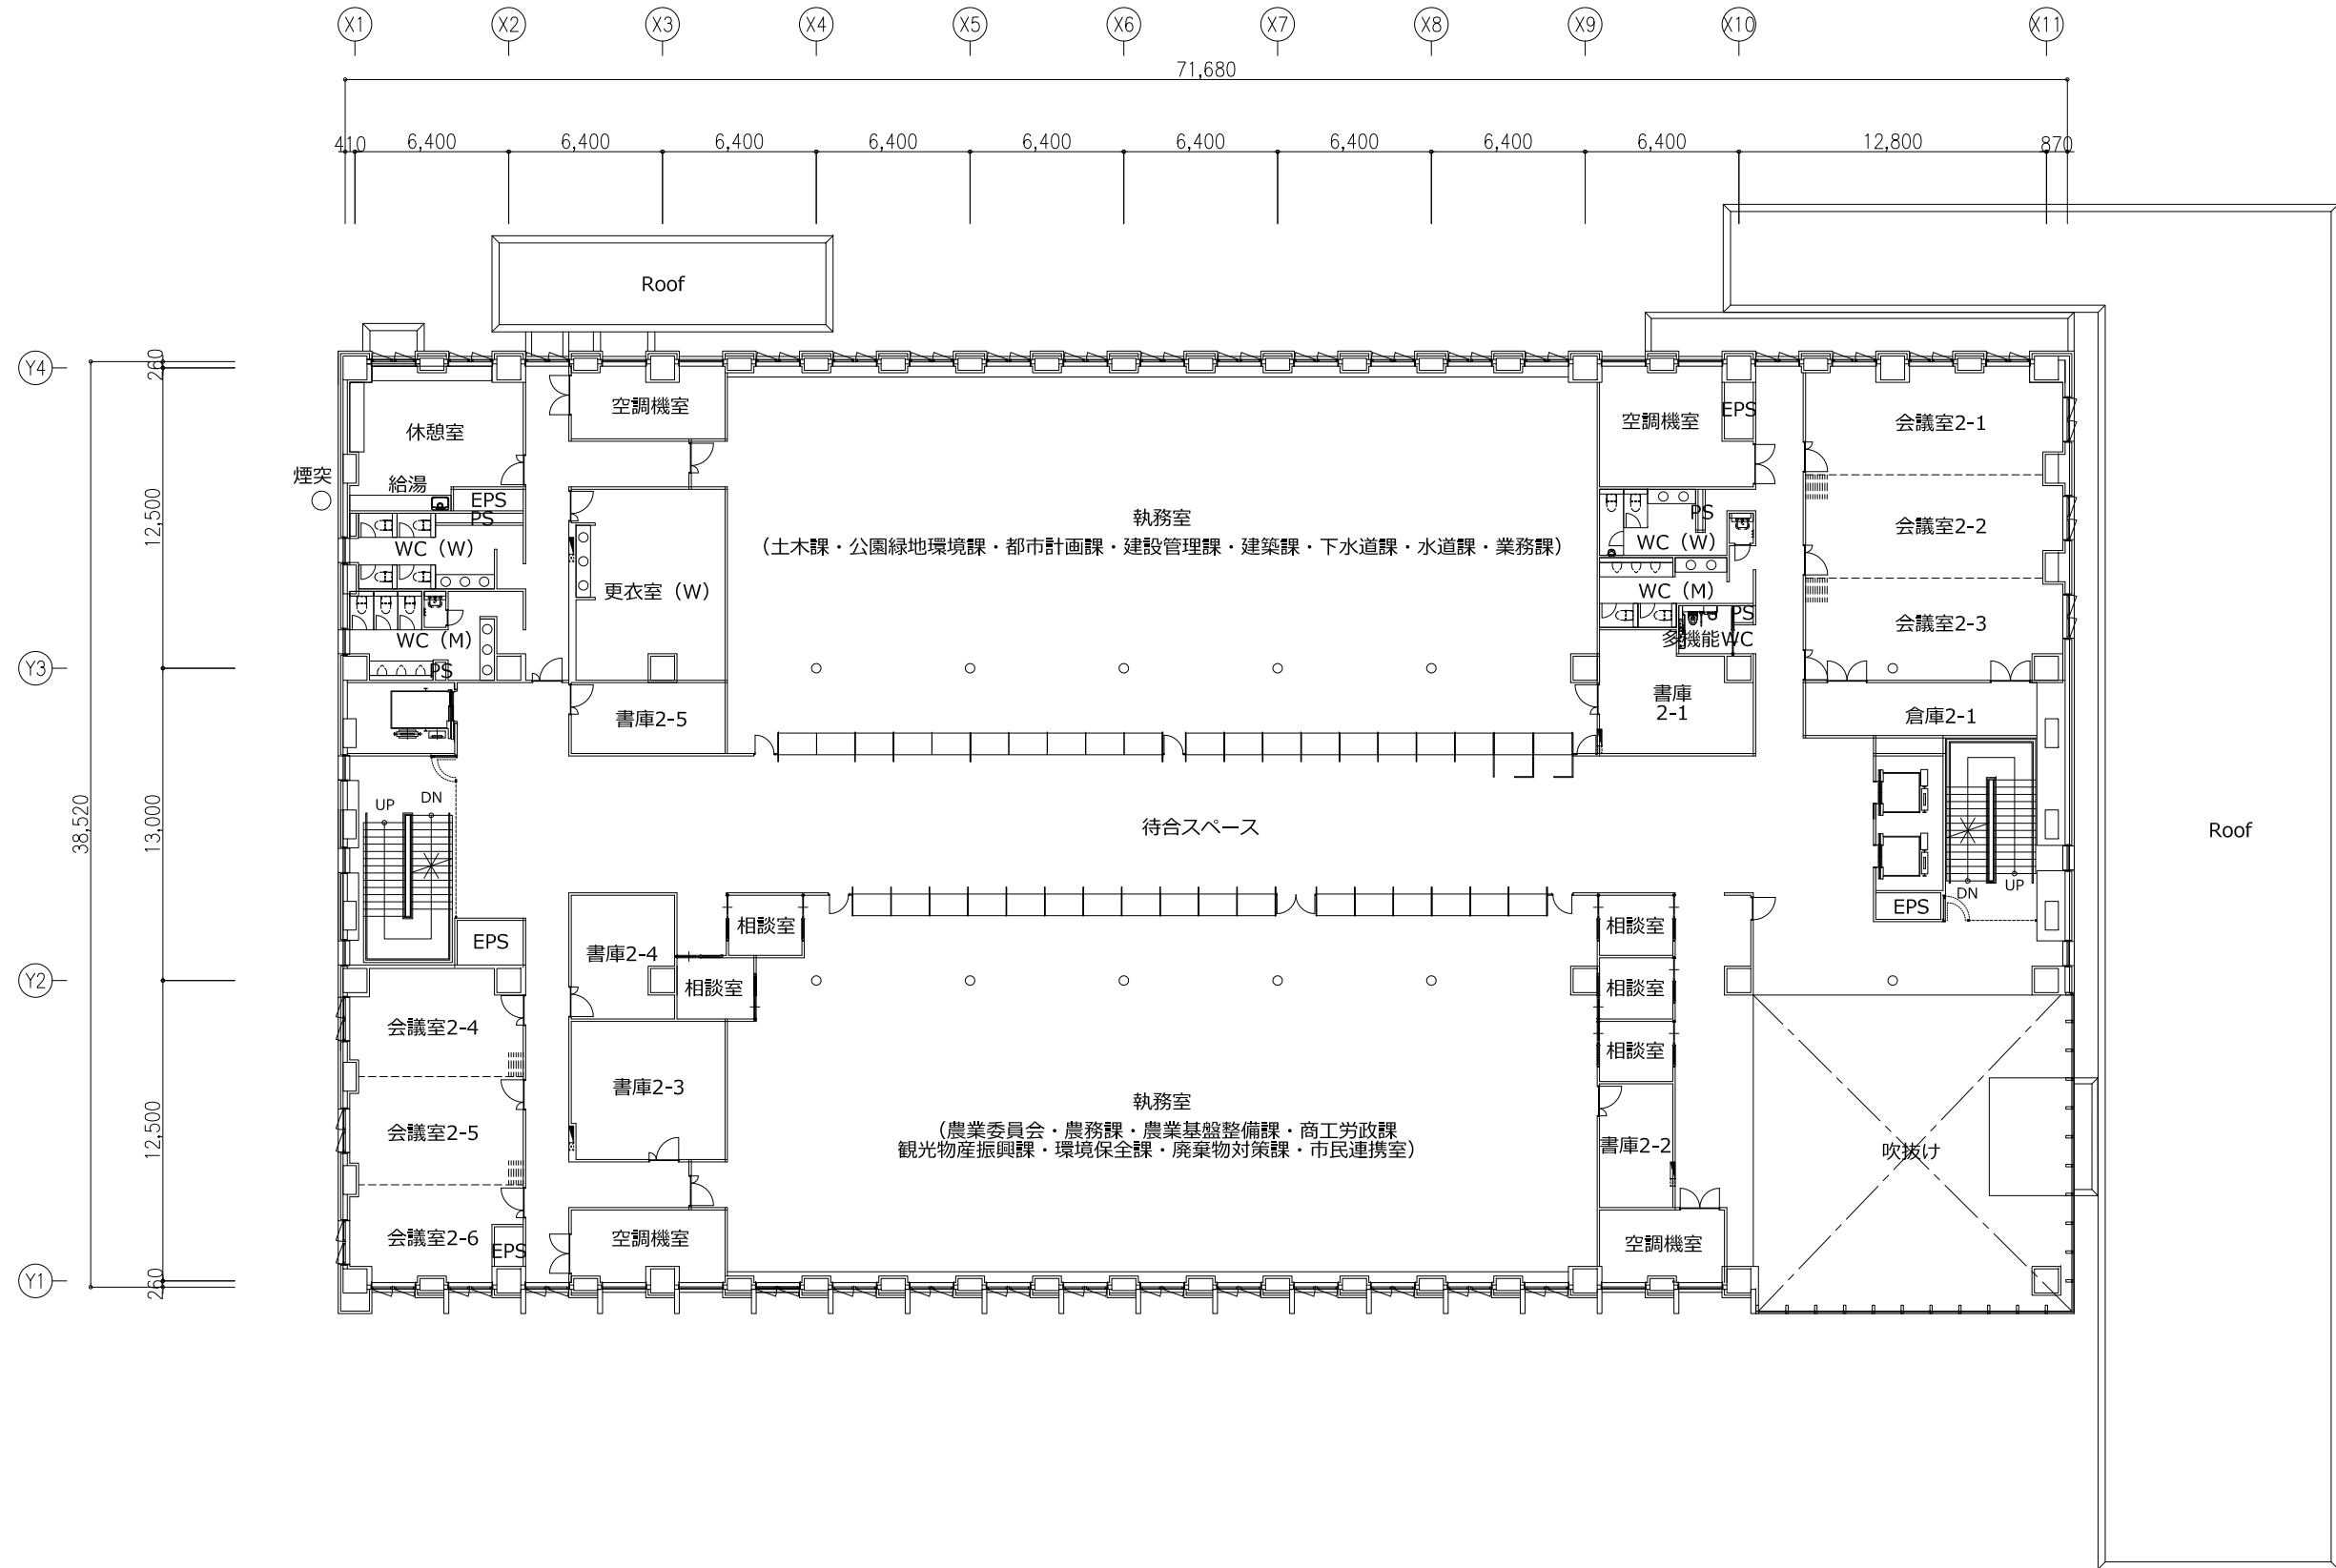 X1 X2 X3 X4 X5 X6 X7 X8 X9 X10 X11
71,680
410 6,400 6,400 6,400 6,400 6,400 6,400 6,400 6,400 6,400 12,800 870
Roof
Y4
260
空調機室
休憩室
空調機室
EPS
会議室2-1
煙突
給湯
EPS
PS
12,500
執務室
(土木課・公園緑地環境課・都市計画課・建設管理課・建築課・下水道課・水道課・業務課)
PS
会議室2-2
WC(W)
WC(W)
更衣室(W)
WC(M)
PS
会議室2-3
WC(M)
多機能WC
Y3
PS
書庫2-5
書庫
2-1
倉庫2-1
UP
DN
38,520
13,000
待合スペース
Roof
DN
UP
EPS
EPS
書庫2-4
相談室
相談室
Y2
相談室
相談室
会議室2-4
相談室
書庫2-3
12,500
会議室2-5
執務室
(農業委員会・農務課・農業基盤整備課・商工労政課
観光物産振興課・環境保全課・廃棄物対策課・市民連携室)
書庫2-2
吹抜け
会議室2-6
EPS
空調機室
空調機室
Y1
260